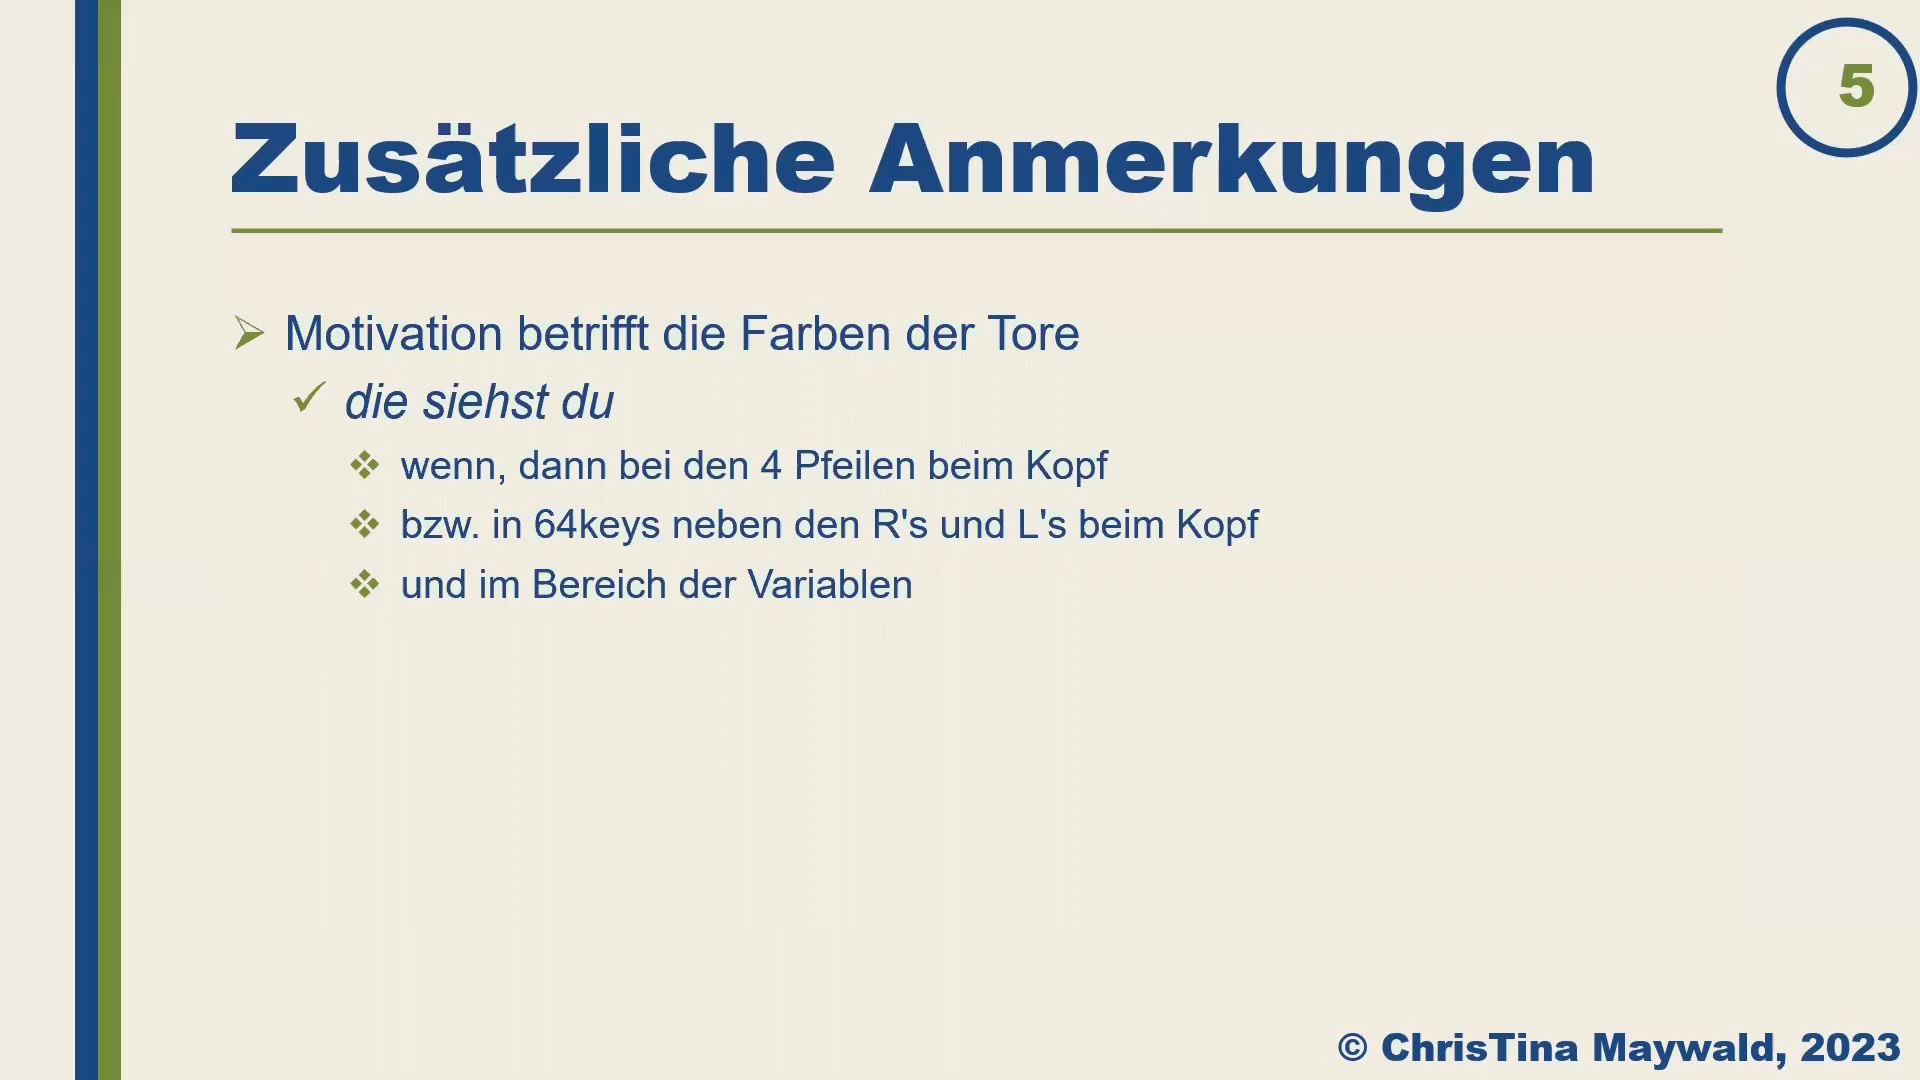 5
Zusätzliche Anmerkungen
Motivation betrifft die Farben der Tore
die siehst du
wenn, dann bei den 4 Pfeilen beim Kopf
bzw. in 64keys neben den R's und L's beim Kopf
und im Bereich der Variablen
© ChrisTina Maywald, 2023